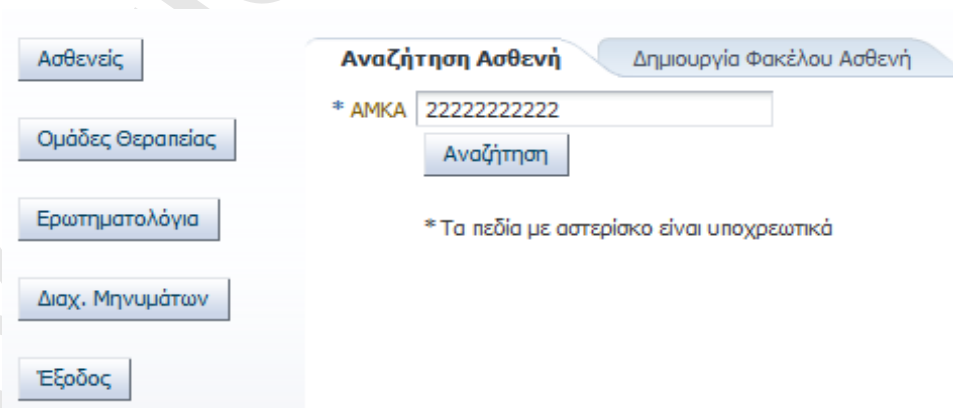 Ασθενείς
Ομάδες Θεραπείας
Ερωτηματολόγια
Διαχ. Μηνυμάτων
Έξοδος
Αναζήτηση Ασθενή
Δημιουργία Φακέλου Ασθενή
* ΑΜΚΑ 22222222222
Αναζήτηση
* Τα πεδία με αστερίσκο είναι υποχρεωτικά